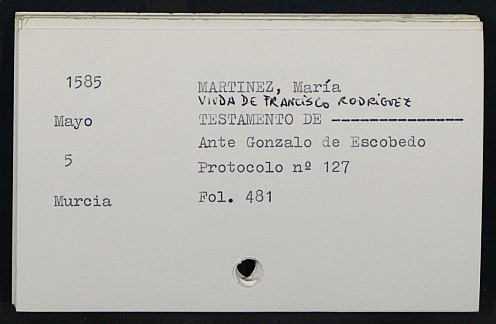 1585
MARTINEZ, María
VIUDA DE FRANCISCO RODRIGUEZ
Mayo
TESTAMENTO DE --------------
Ante Gonzalo de Escobedo
5
Protocolo nº 127
Murcia
Fol. 481